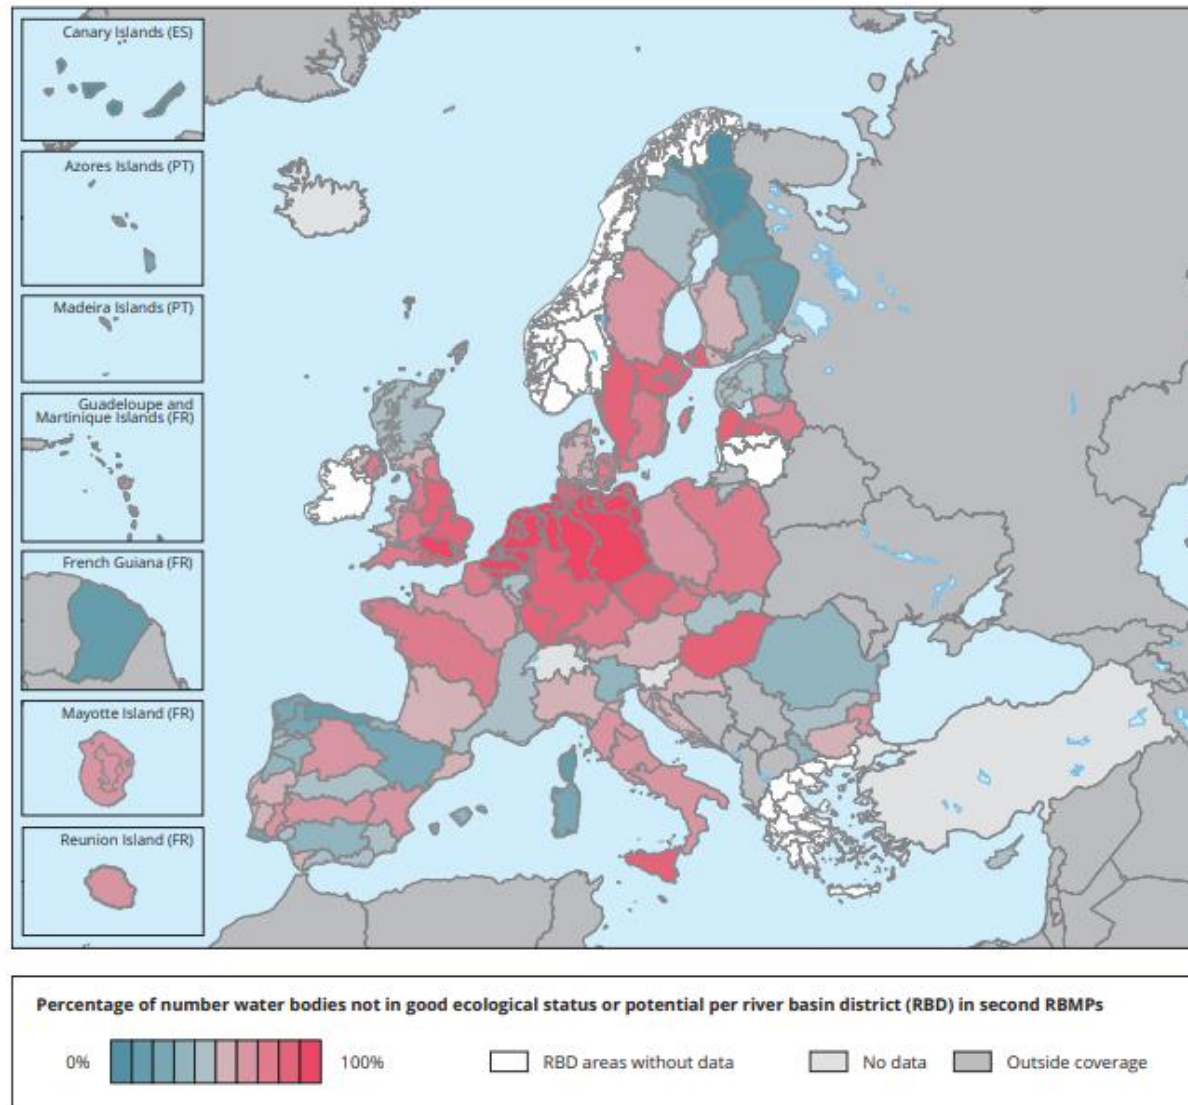 Canary Islands (ES)
Azores Islands (PT)
Madeira Islands (PT)
Guadeloupe and
Martinique Islands (FR)
French Guiana (FR)
Mayotte Island (FR)
Reunion Island (FR)
Percentage of number water bodies not in good ecological status or potential per river basin district (RBD) in second RBMPs
0%
100%
RBD areas without data
No data
Outside coverage